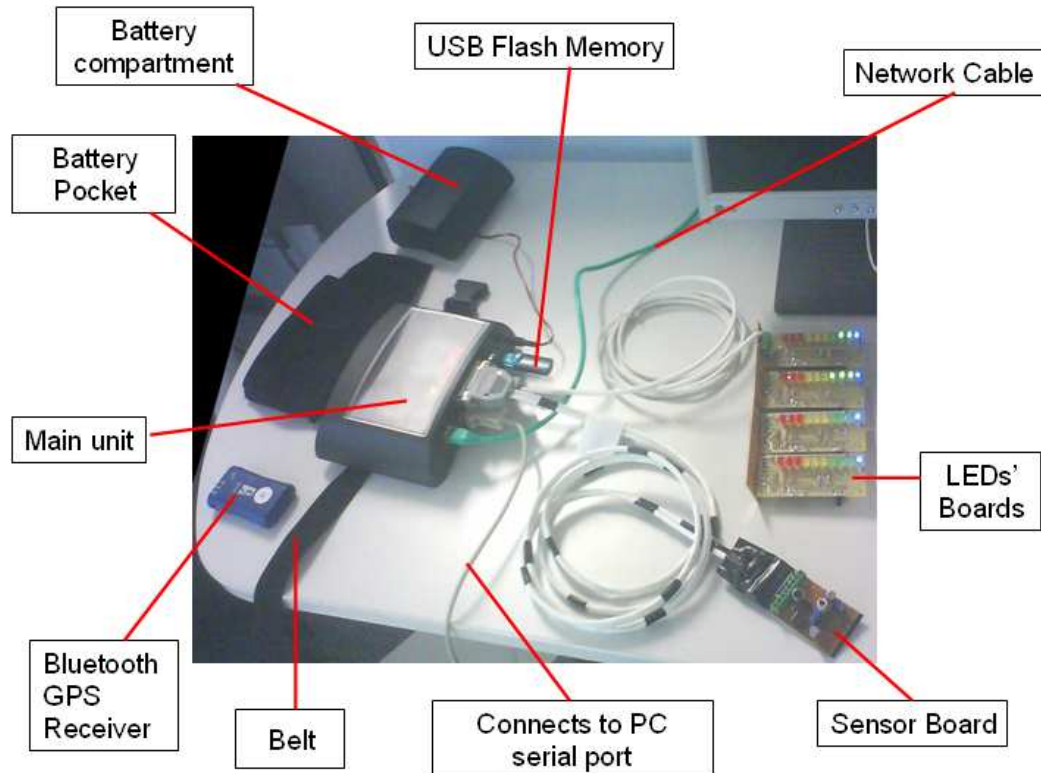 Battery
compartment
USB Flash Memory
Network Cable
Battery
Pocket
Main unit
LEDs'
Boards
Bluetooth
GPS
Receiver
Belt
Connects to PC
serial port
Sensor Board